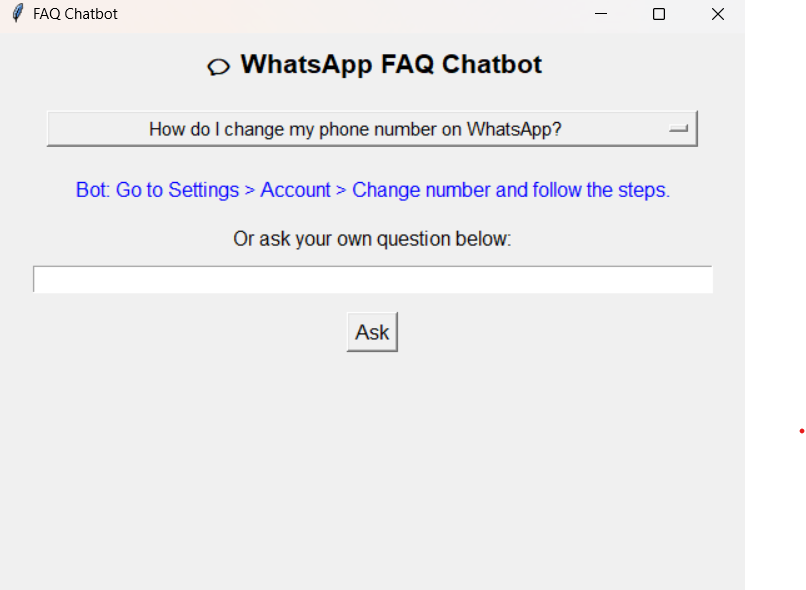 FAQ Chatbot
WhatsApp FAQ Chatbot
How do I change my phone number on WhatsApp?
Bot: Go to Settings > Account > Change number and follow the steps.
Or ask your own question below:
Ask